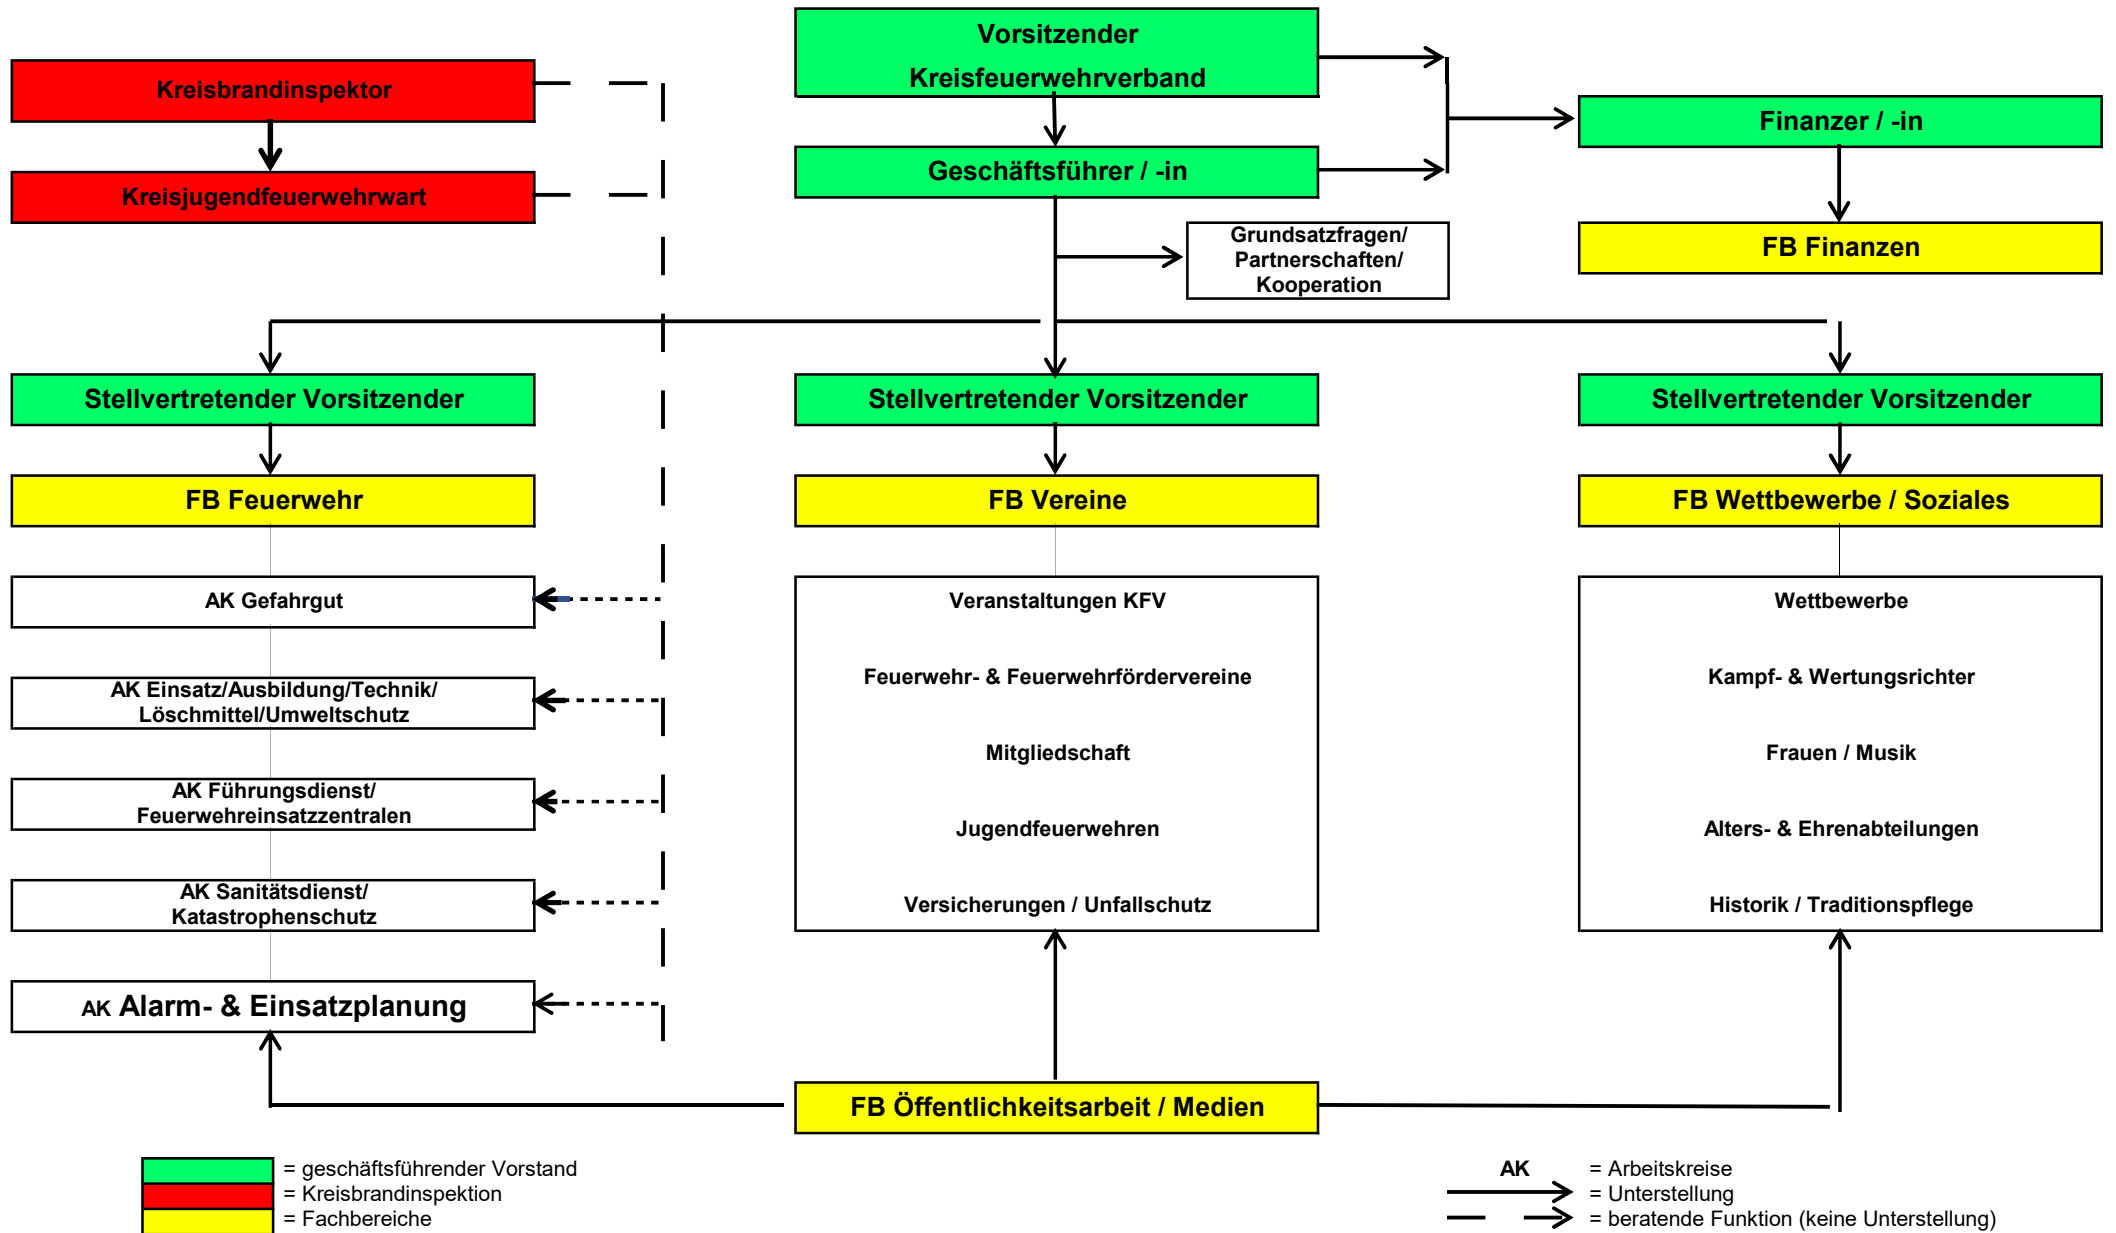 Vorsitzender
Kreisfeuerwehrverband
Kreisbrandinspektor
Finanzer / -in
Geschäftsführer / -in
Kreisjugendfeuerwehrwart
Grundsatzfragen/
Partnerschaften/
Kooperation
FB Finanzen
Stellvertretender Vorsitzender
Stellvertretender Vorsitzender
Stellvertretender Vorsitzender
FB Feuerwehr
FB Vereine
FB Wettbewerbe / Soziales
AK Gefahrgut
AK Einsatz/Ausbildung/Technik/
Löschmittel/Umweltschutz
AK Führungsdienst/
Feuerwehreinsatzzentralen
AK Sanitätsdienst/
Katastrophenschutz
AK Alarm- & Einsatzplanung
Veranstaltungen KFV
Feuerwehr- & Feuerwehrfördervereine
Mitgliedschaft
Jugendfeuerwehren
Versicherungen / Unfallschutz
Wettbewerbe
Kampf- & Wertungsrichter
Frauen / Musik
Alters- & Ehrenabteilungen
Historik / Traditionspflege
FB Öffentlichkeitsarbeit / Medien
= geschäftsführender Vorstand
= Kreisbrandinspektion
= Fachbereiche
AK = Arbeitskreise
= Unterstellung
= beratende Funktion (keine Unterstellung)